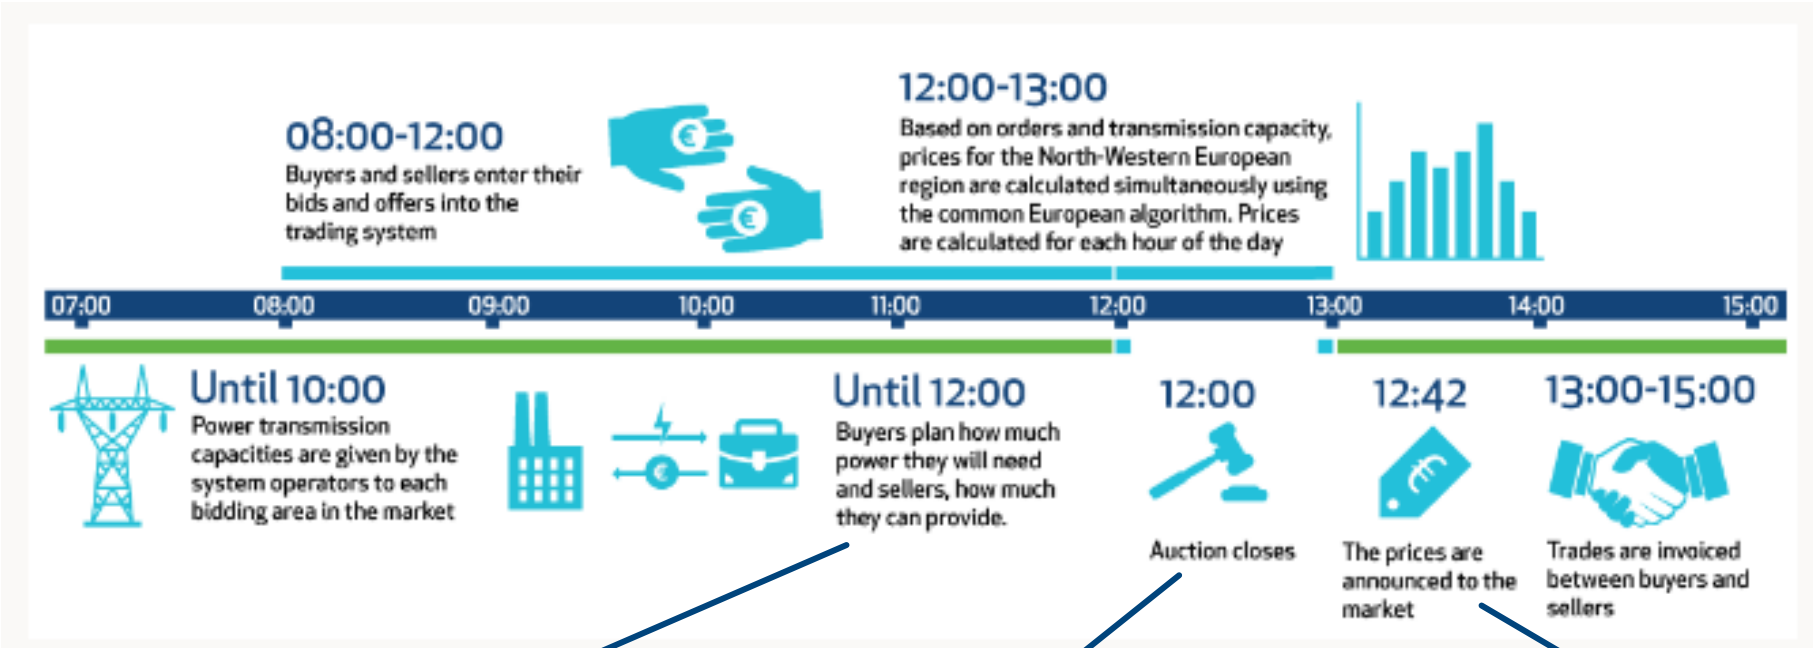 08:00-12:00
Buyers and sellers enter their
bids and offers into the
trading system
€
€
12:00-13:00
Based on orders and transmission capacity,
prices for the North-Western European
region are calculated simultaneously using
the common European algorithm. Prices
are calculated for each hour of the day
07:00 08:00 09:00 10:00 11:00 12:00 13:00 14:00 15:00
Until 10:00
Power transmission
capacities are given by the
system operators to each
bidding area in the market
€
Until 12:00
Buyers plan how much
power they will need
and sellers, how much
they can provide.
12:00
Auction closes
12:42
€
The prices are
announced to the
market
13:00-15:00
Trades are invoiced
between buyers and
sellers